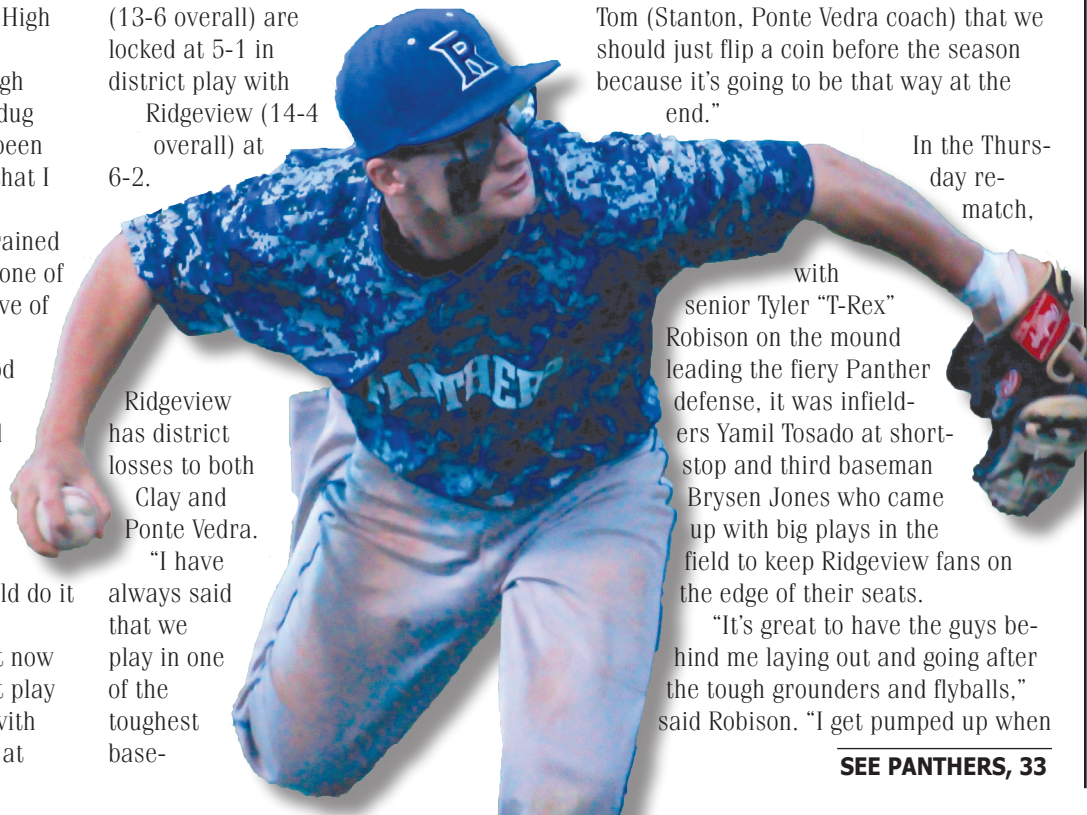 High
gh
dug
been
hat I
ained
one of
ve of
od
ld do it
t now
t play
with
at
(13-6 overall) are
locked at 5-1 in
district play with
Ridgeview (14-4
overall) at
6-2.
Ridgeview
has district
losses to both
Clay and
Ponte Vedra.
“I have
always said
that we
play in one
of the
toughest
base-
R
PANTHER
Tom (Stanton, Ponte Vedra coach) that we
should just flip a coin before the season
because it's going to be that way at the
end.”
In the Thurs-
day re-
match,
with
senior Tyler “T-Rex”
Robison on the mound
leading the fiery Panther
defense, it was infield-
ers Yamil Tosado at short-
stop and third baseman
Brysen Jones who came
up with big plays in the
field to keep Ridgeview fans on
the edge of their seats.
“It's great to have the guys be-
hind me laying out and going after
the tough grounders and flyballs,”
said Robison. “I get pumped up when
SEE PANTHERS, 33